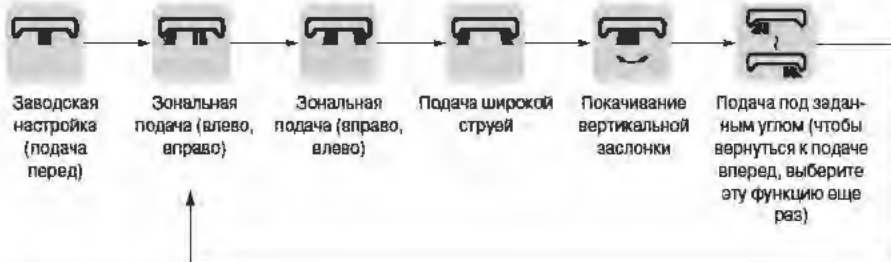 Заводская
настройка
(подача
перед)
Зональная
подача (влево,
вправо)
Зональная
подача (вправо,
влево)
Подача широкой
струей
Покачивание
вертикальной
заслонки
Подача под задан-
ным углом (чтобы
вернуться к подаче
вперед, выберите
эту функцию еще
раз)